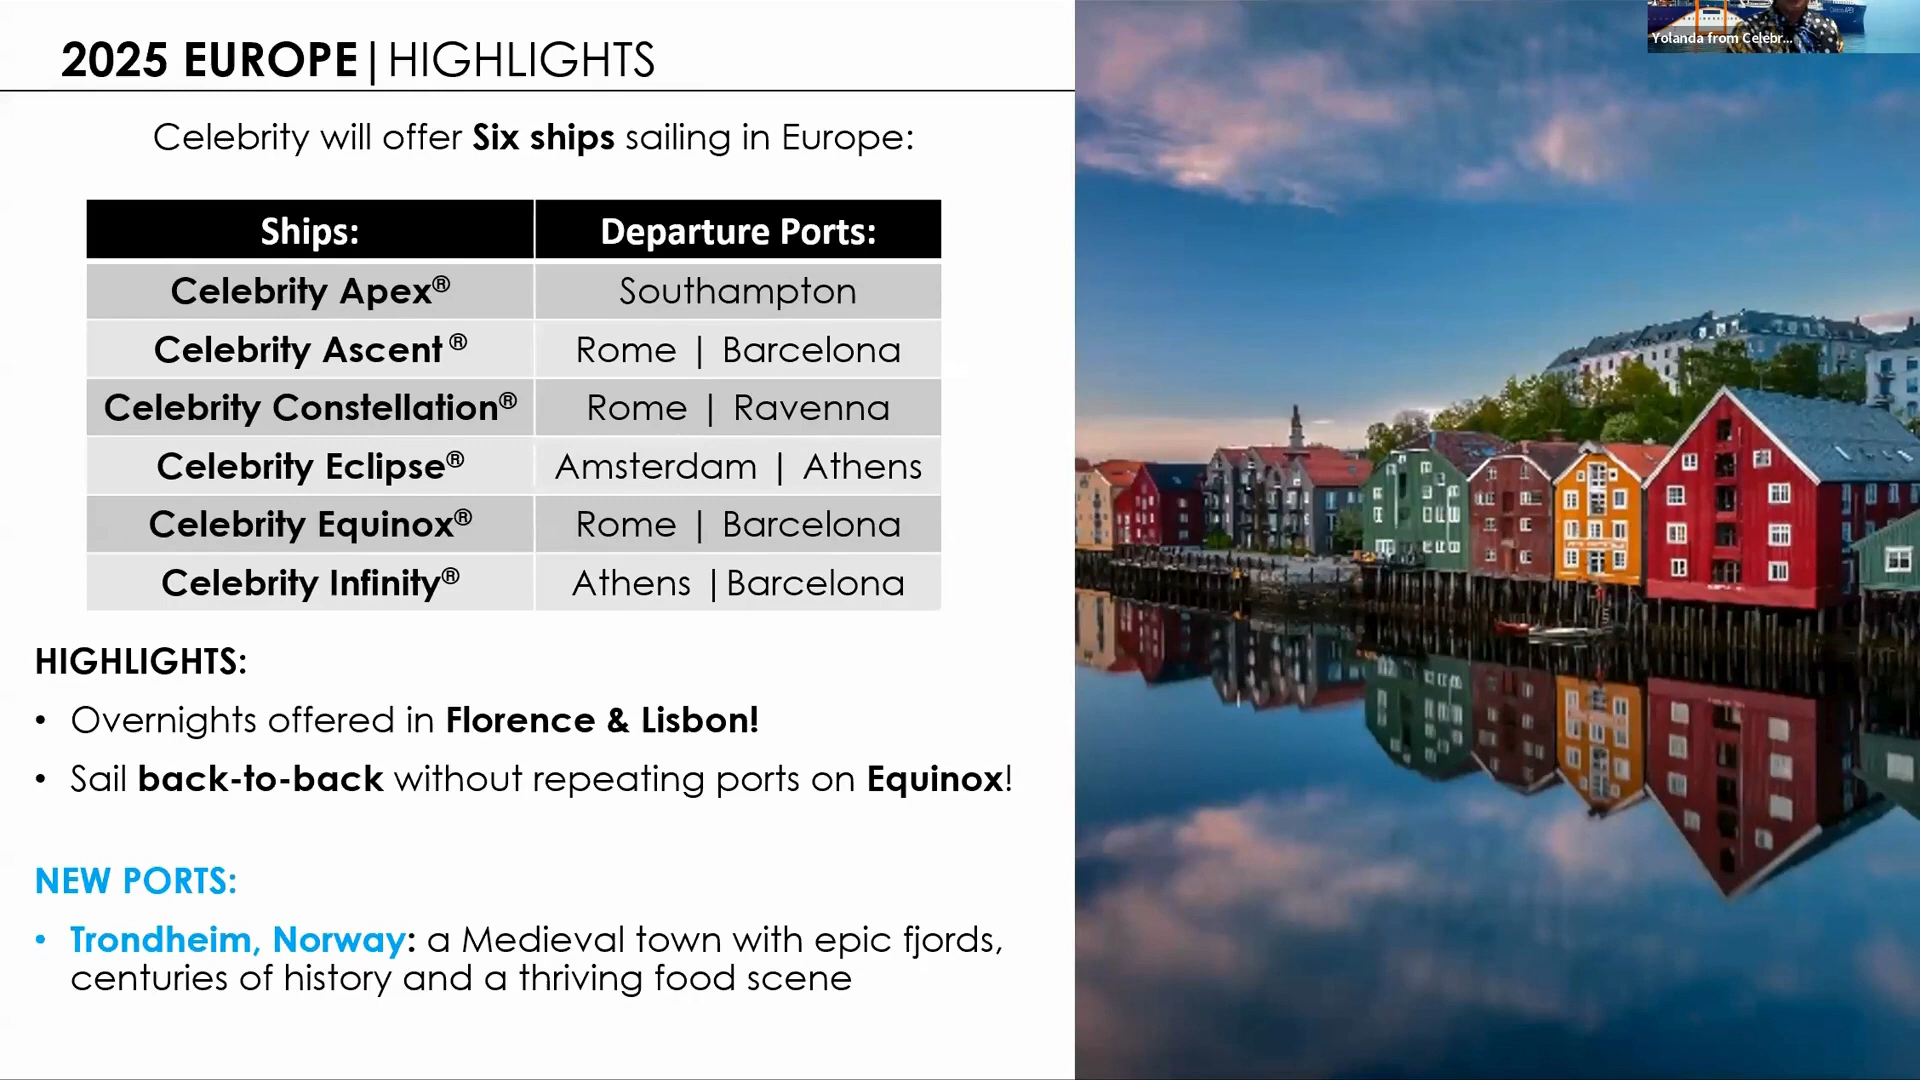 2025 EUROPE|HIGHLIGHTS
Yolanda from Celebr...
Celebrity will offer Six ships sailing in Europe:
Ships: Departure Ports:
Celebrity Apex® Southampton
Celebrity Ascent® Rome | Barcelona
Celebrity Constellation® Rome | Ravenna
Celebrity Eclipse® Amsterdam | Athens
Celebrity Equinox® Rome | Barcelona
Celebrity Infinity® Athens |Barcelona
HIGHLIGHTS:
• Overnights offered in Florence & Lisbon!
• Sail back-to-back without repeating ports on Equinox!
NEW PORTS:
• Trondheim, Norway: a Medieval town with epic fjords,
centuries of history and a thriving food scene